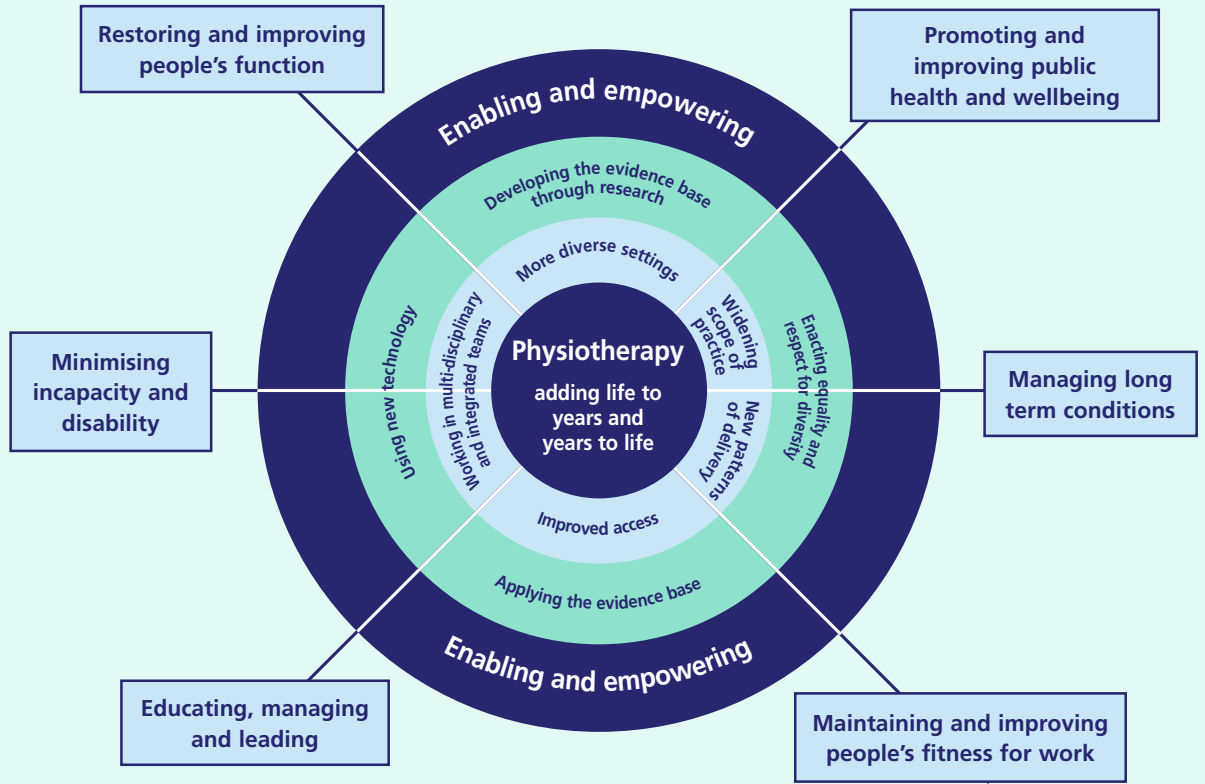 Restoring and improving
people’s function
Promoting and
improving public
health and wellbeing
Enabling and empowering
Developing the evidence base
through research
More diverse settings
Using new technology
Working in multi-disciplinary
and integrated teams
Physiotherapy
adding life to
years and
years to life
Widening
scope of
practice
New patterns
of delivery
Enacting equality and
respect for diversity
Minimising
incapacity and
disability
Managing long
term conditions
Improved access
Applying the evidence base
Enabling and empowering
Educating, managing
and leading
Maintaining and improving
people’s fitness for work